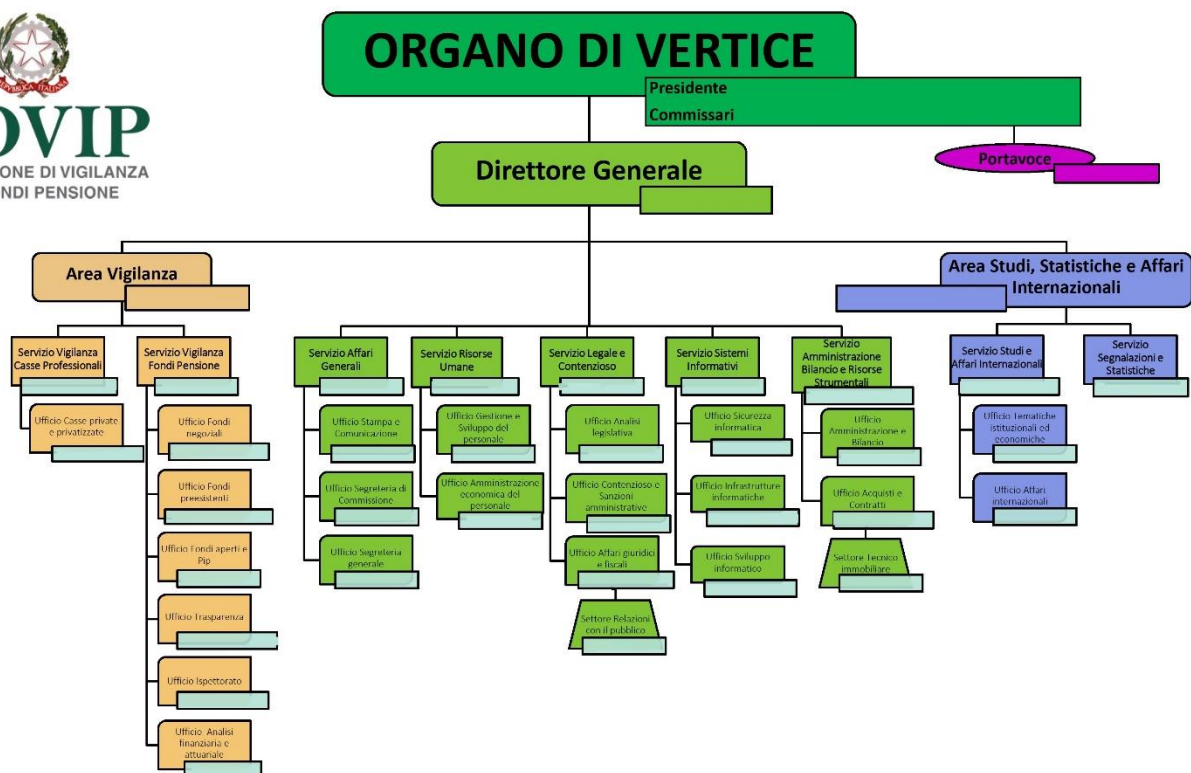 ORGANO DI VERTICE
Presidente
Commissari
OVIP
IONE DI VIGILANZA
NDI PENSIONE
Direttore Generale
Portavoce
Area Vigilanza
Area Studi, Statistiche e Affari
Internazionali
Servizio Vigilanza
Casse Professionali
Servizio Vigilanza
Fondi Pensione
Servizio Affari
Generali
Servizio Risorse
Umane
Servizio Legale e
Contenzioso
Servizio Sistemi
Informativi
Servizio
Amministrazione
Bilancio e Risorse
Strumentali
Servizio Studi e
Affari Internazionali
Servizio
Segnalazioni e
Statistiche
Ufficio Casse private
e privatizzate
Ufficio Fondi
negoziali
Ufficio Fondi
preesistenti
Ufficio Fondi aperti e
Pip
Ufficio Trasparenza
Ufficio Ispettorato
Ufficio Analisi
finanziaria e
attuariale
Ufficio Stampa e
Comunicazione
Ufficio Segreteria di
Commissione
Ufficio Segreteria
generale
Ufficio Gestione e
Sviluppo del
personale
Ufficio Amministrazione
economica del
personale
Ufficio Analisi
legislativa
Ufficio Contenzioso e
Sanzioni
amministrative
Ufficio Affari giuridici
e fiscali
Settore Relazioni
con il pubblico
Ufficio Sicurezza
informatica
Ufficio Infrastrutture
informatiche
Ufficio Sviluppo
informatico
Ufficio
Amministrazione e
Bilancio
Ufficio Acquisti e
Contratti
Settore Tecnico
immobiliare
Ufficio Tematiche
istituzionali ed
economiche
Ufficio Affari
internazionali